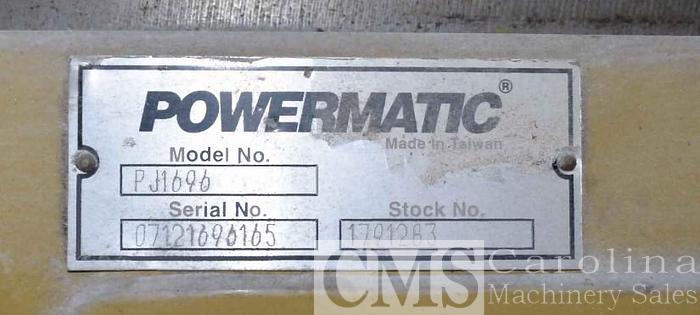 POWERMATIC®
Made In Taiwan
Model No.
PJ1696
Serial No. Stock No.
07121696165 1791283
CMS Carolina
Machinery Sales